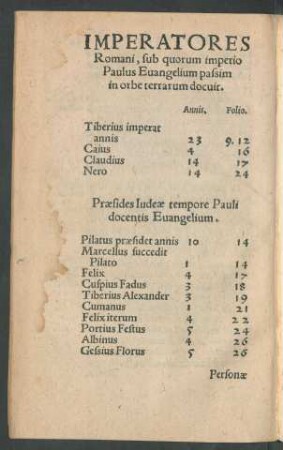 IMPERATORES
Romani, sub quorum imperio
Paulus Euangelium paſsim
in orbe terrarum docuit.
Annis. Folio.
Tiberius imperat
annis 23 9. 12
Caius 4 16
Claudius 14 17
Nero 14 24
Præſides Iudeæ tempore Pauli
docentis Euangelium.
Pilatus præſidet annis 10 14
Marcellus ſuccedit
Pilato 1 14
Felix 4 17
Cuſpius Fadus 3 18
Tiberius Alexander 3 19
Cumanus 1 21
Felix iterum 4 22
Portius Feſtus 5 24
Albinus 4 26
Geſsius Florus 5 26
Perſonæ